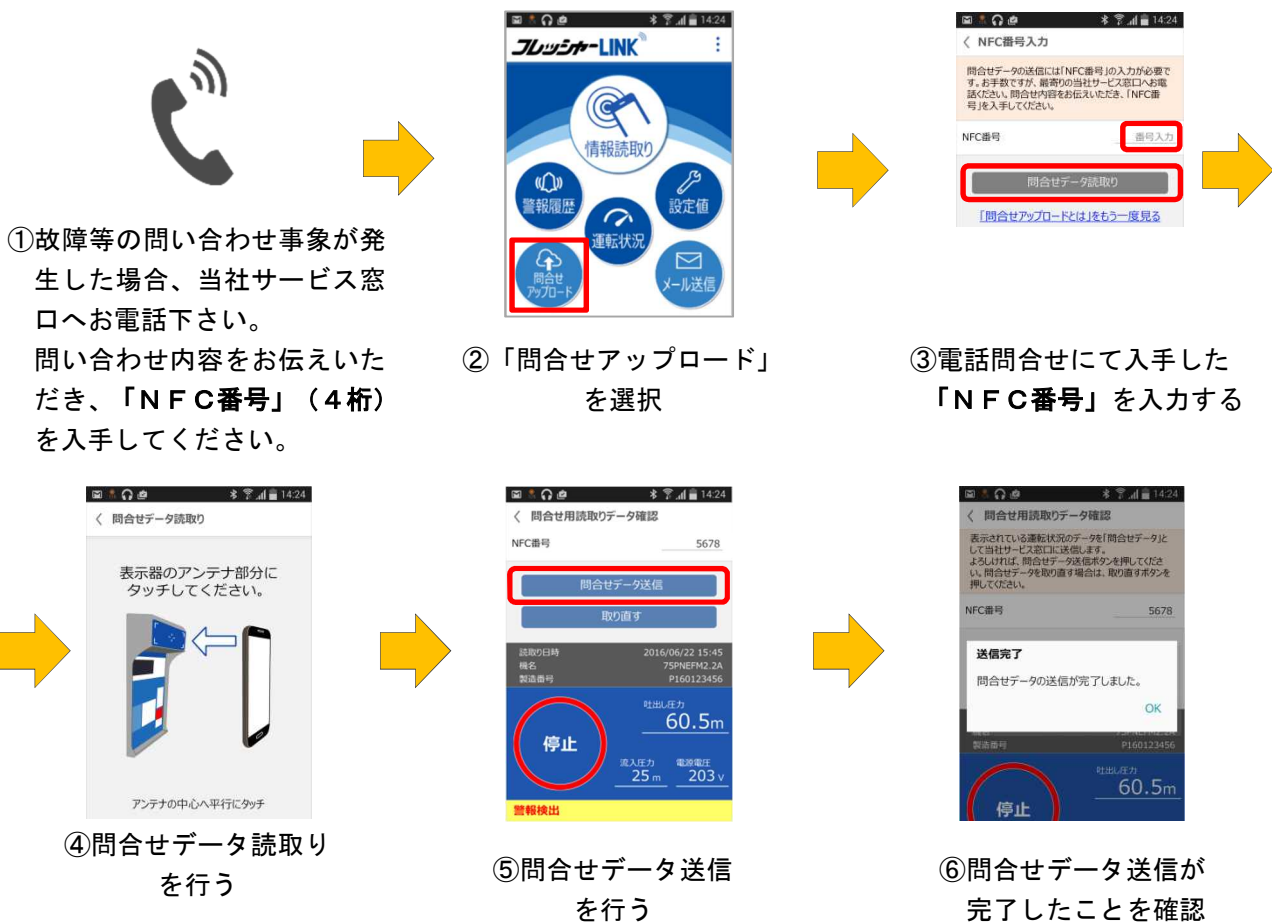 14:24
フレッシャーLINK
情報読取り
警報履歴
設定値
運転状況
問合せ
アップロード
メール送信
14:24
NFC番号入力
問合せデータの送信には「NFC番号」の入力が必要で
す。お手数ですが、最寄りの当社サービス窓口へお電
話ください。問合せ内容をお伝えいただき、「NFC番
号」を入手してください。
NFC番号
番号入力
問合せデータ読取り
「問合せアップロードとは」をもう一度見る
①故障等の問い合わせ事象が発
生した場合、当社サービス窓
口へお電話下さい。
問い合わせ内容をお伝えいた
だき、「ＮＦＣ番号」（４桁）
を入手してください。
②「問合せアップロード」
を選択
③電話問合せにて入手した
「ＮＦＣ番号」を入力する
14:24
問合せデータ読取り
表示器のアンテナ部分に
タッチしてください。
アンテナの中心へ平行にタッチ
④問合せデータ読取り
を行う
14:24
問合せ用読取りデータ確認
NFC番号 5678
問合せデータ送信
取り直す
読取り日時 2016/06/22 15:45
機名 75PNEFM2.2A
製造番号 P160123456
停止
吐出し圧力
60.5m
流入圧力 電源電圧
25 m 203 V
警報検出
⑤問合せデータ送信
を行う
14:24
問合せ用読取りデータ確認
表示されている運転状況のデータを「問合せデータ」と
して当社サービス窓口に送信します。
よろしければ、問合せデータ送信ボタンを押してくださ
い。問合せデータを取り直す場合は、取り直すボタンを
押してください。
NFC番号 5678
送信完了
問合せデータの送信が完了しました。
OK
製造番号 P160123456
吐出し圧力
60.5m
停止
⑥問合せデータ送信が
完了したことを確認